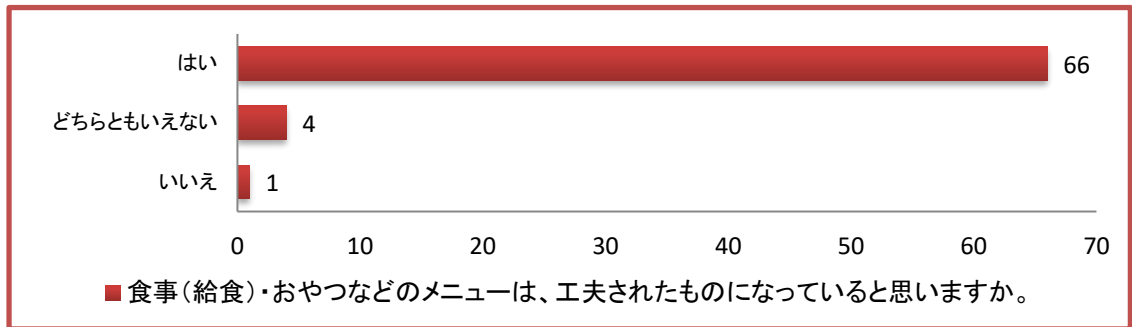 はい 66
どちらともいえない 4
いいえ 1
0 10 20 30 40 50 60 70
食事(給食)・おやつなどのメニューは、工夫されたものになっていると思いますか。